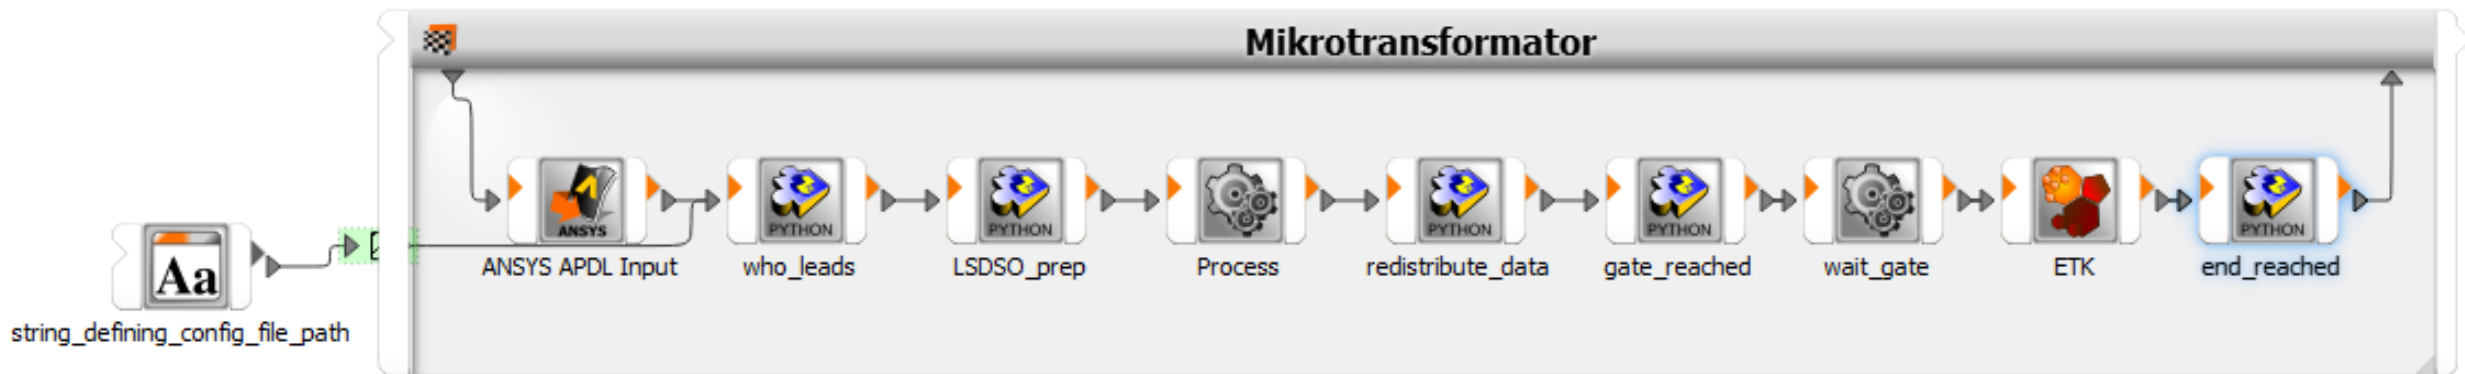 Mikrotransformator
Aa
string_defining_config_file_path
ANSYS
ANSYS APDL Input
PYTHON
who_leads
PYTHON
LSDSO_prep
Process
PYTHON
redistribute_data
PYTHON
gate_reached
wait_gate
ETK
PYTHON
end_reached